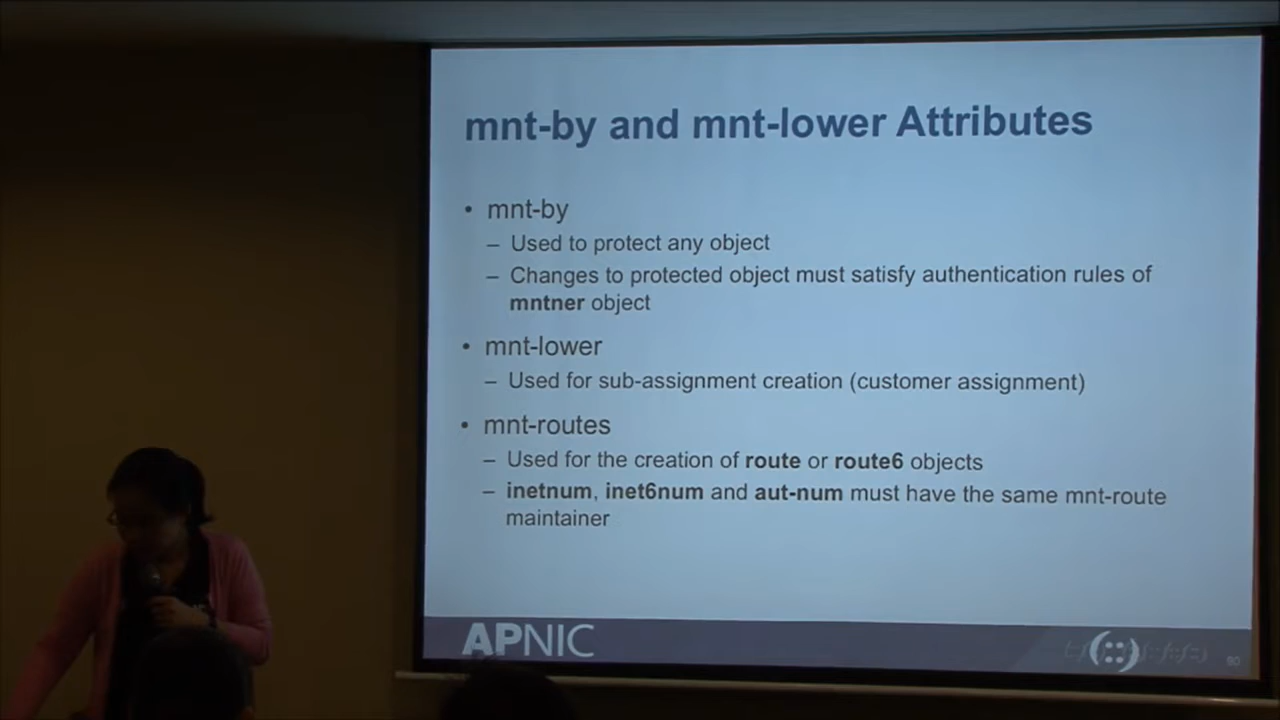 mnt-by and mnt-lower Attributes
• mnt-by
– Used to protect any object
– Changes to protected object must satisfy authentication rules of
mntner object
• mnt-lower
– Used for sub-assignment creation (customer assignment)
• mnt-routes
– Used for the creation of route or route6 objects
– inetnum, inet6num and aut-num must have the same mnt-route
maintainer
APNIC